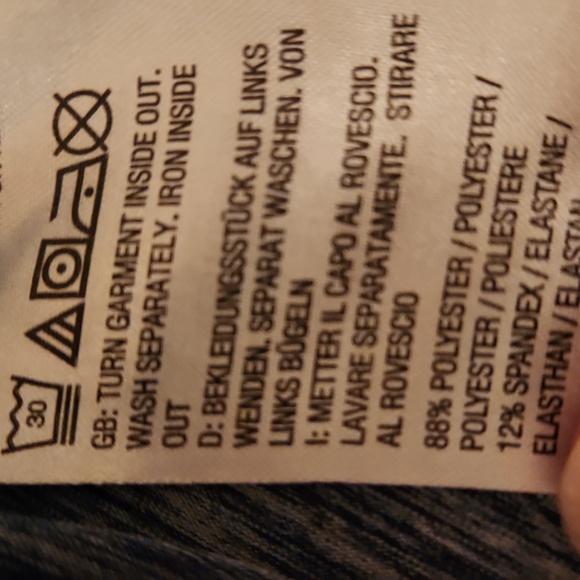 30
GB: TURN GARMENT INSIDE OUT.
WASH SEPARATELY. IRON INSIDE
OUT
D: BEKLEIDUNGSSTÜCK AUF LINKS
WENDEN. SEPARAT WASCHEN. VON
LINKS BÜGELN
I: METTER IL CAPO AL ROVESCIO.
LAVARE SEPARATAMENTE. STIRARE
AL ROVESCIO
88% POLYESTER / POLYESTER /
POLYESTER / POLIESTERE
12% SPANDEX / ELASTANE /
ELASTHAN /